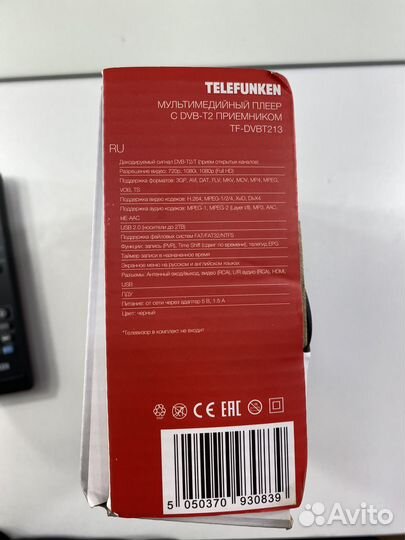 TELEFUNKEN
МУЛЬТИМЕДИЙНЫЙ ПЛЕЕР
С DVB-T2 ПРИЕМНИКОМ
TF-DVBT213
RU
Декодируемый сигнал DVB-T2/T (прием открытых каналов)
Разрешение видео: 720p, 1080i, 1080p (Full HD)
Поддержка форматов: 3GP, AVI, DAT, FLV, MKV, MOV, MP4, MPEG,
VOB, TS
Поддержка видео кодеков: H.264, MPEG-1/2/4, XviD, DivX4
Поддержка аудио кодеков: MPEG-1, MPEG-2 (Layer I/II), MP3, AAC,
HE-AAC
USB 2.0 (носители до 2TB)
Поддержка файловых систем FAT/FAT32/NTFS
Функции: запись (PVR), Time Shift (сдвиг по времени), телегид EPG
Таймер записи в назначенное время
Экранное меню на русском и английском языках
Разъемы: Антенный вход/выход, видео (RCA), L/R аудио (RCA), HDMI,
USB
ПДУ
Питание: от сети через адаптер 5 В, 1.5 А
Цвет: черный
*Телевизор в комплект не входит
CE EAC
5 050370 930839
Avito